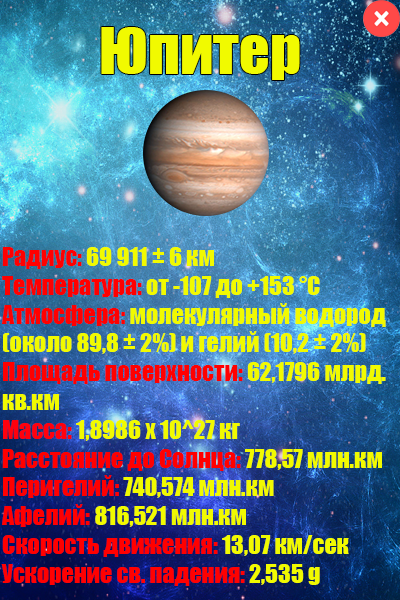 Юпитер
Радиус: 69 911 ± 6 км
Температура: от -107 до +153 °C
Атмосфера: молекулярный водород
(около 89,8 ± 2%) и гелий (10,2 ± 2%)
Площадь поверхности: 62,1796 млрд.
кв.км
Масса: 1,8986 x 10^27 кг
Расстояние до Солнца: 778,57 млн.км
Перигелий: 740,574 млн.км
Афелий: 816,521 млн.км
Скорость движения: 13,07 км/сек
Ускорение св. падения: 2,535 g